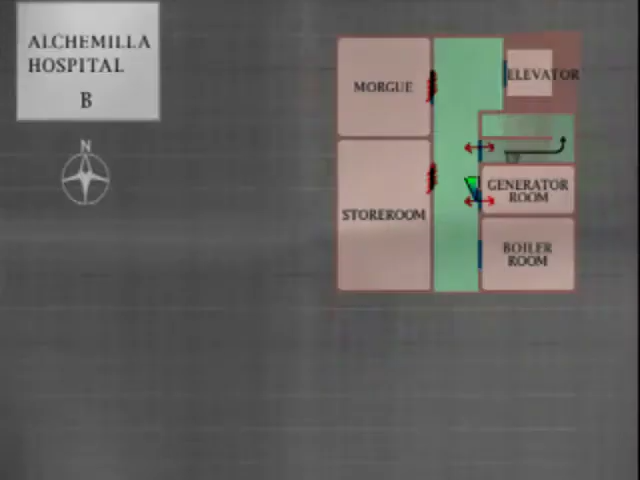 ALCHEMILLA
HOSPITAL
B
N
MORGUE
ELEVATOR
GENERATOR
ROOM
STOREROOM
BOILER
ROOM